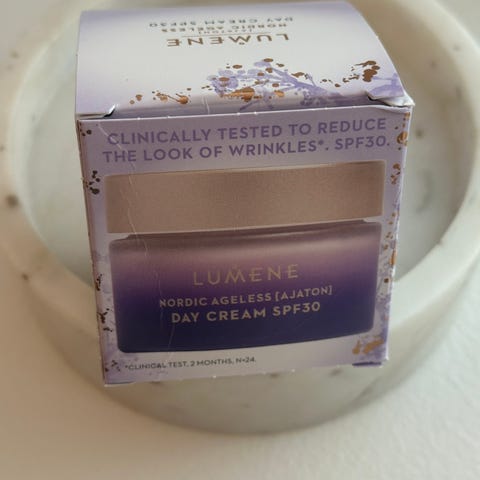 LUMENE
NORDIC AGELESS
[AJATON]
DAY CREAM SPF30
CLINICALLY TESTED TO REDUCE
THE LOOK OF WRINKLES*. SPF30.
LUMENE
NORDIC AGELESS [AJATON]
DAY CREAM SPF30
*CLINICAL TEST, 2 MONTHS, N=24.